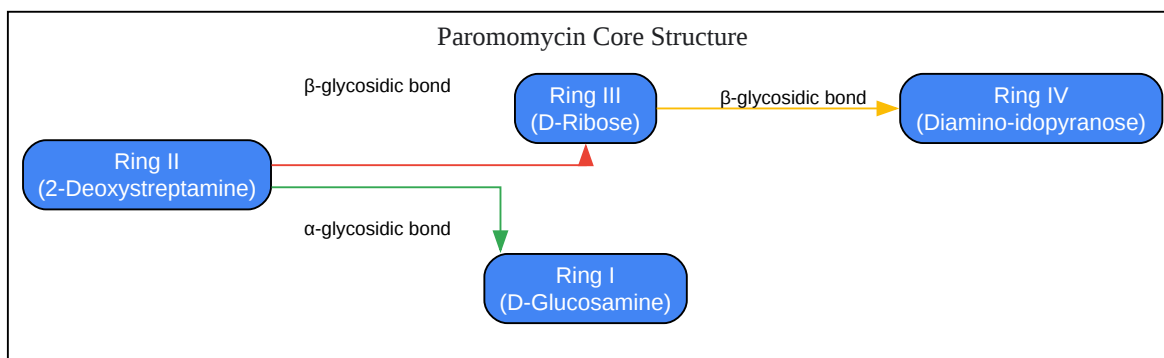 Paromomycin Core Structure
β-glycosidic bond
Ring III
(D-Ribose)
β-glycosidic bond
Ring IV
(Diamino-idopyranose)
Ring II
(2-Deoxystreptamine)
α-glycosidic bond
Ring I
(D-Glucosamine)